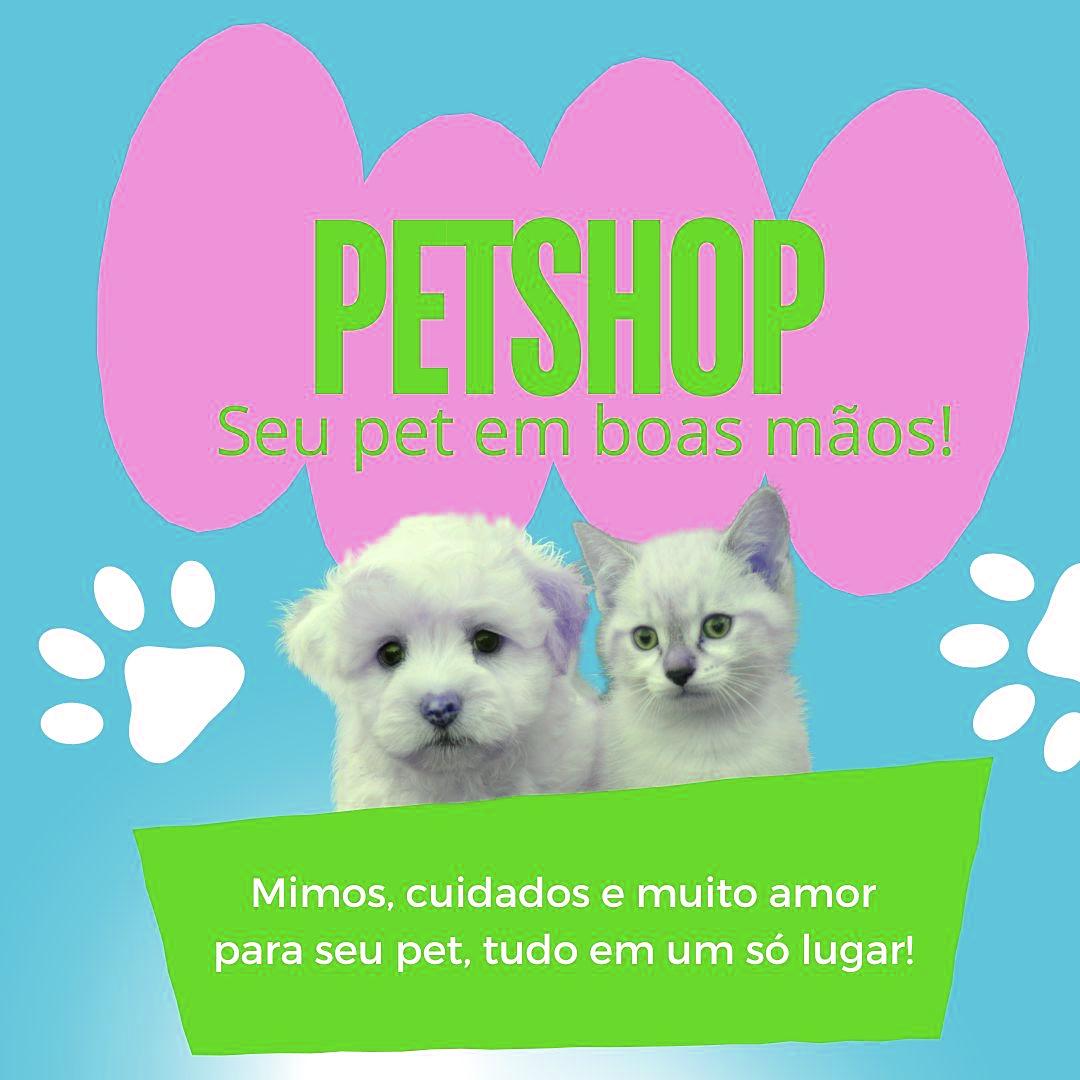 PETSHOP
Seu pet em boas mãos!
Mimos, cuidados e muito amor
para seu pet, tudo em um só lugar!